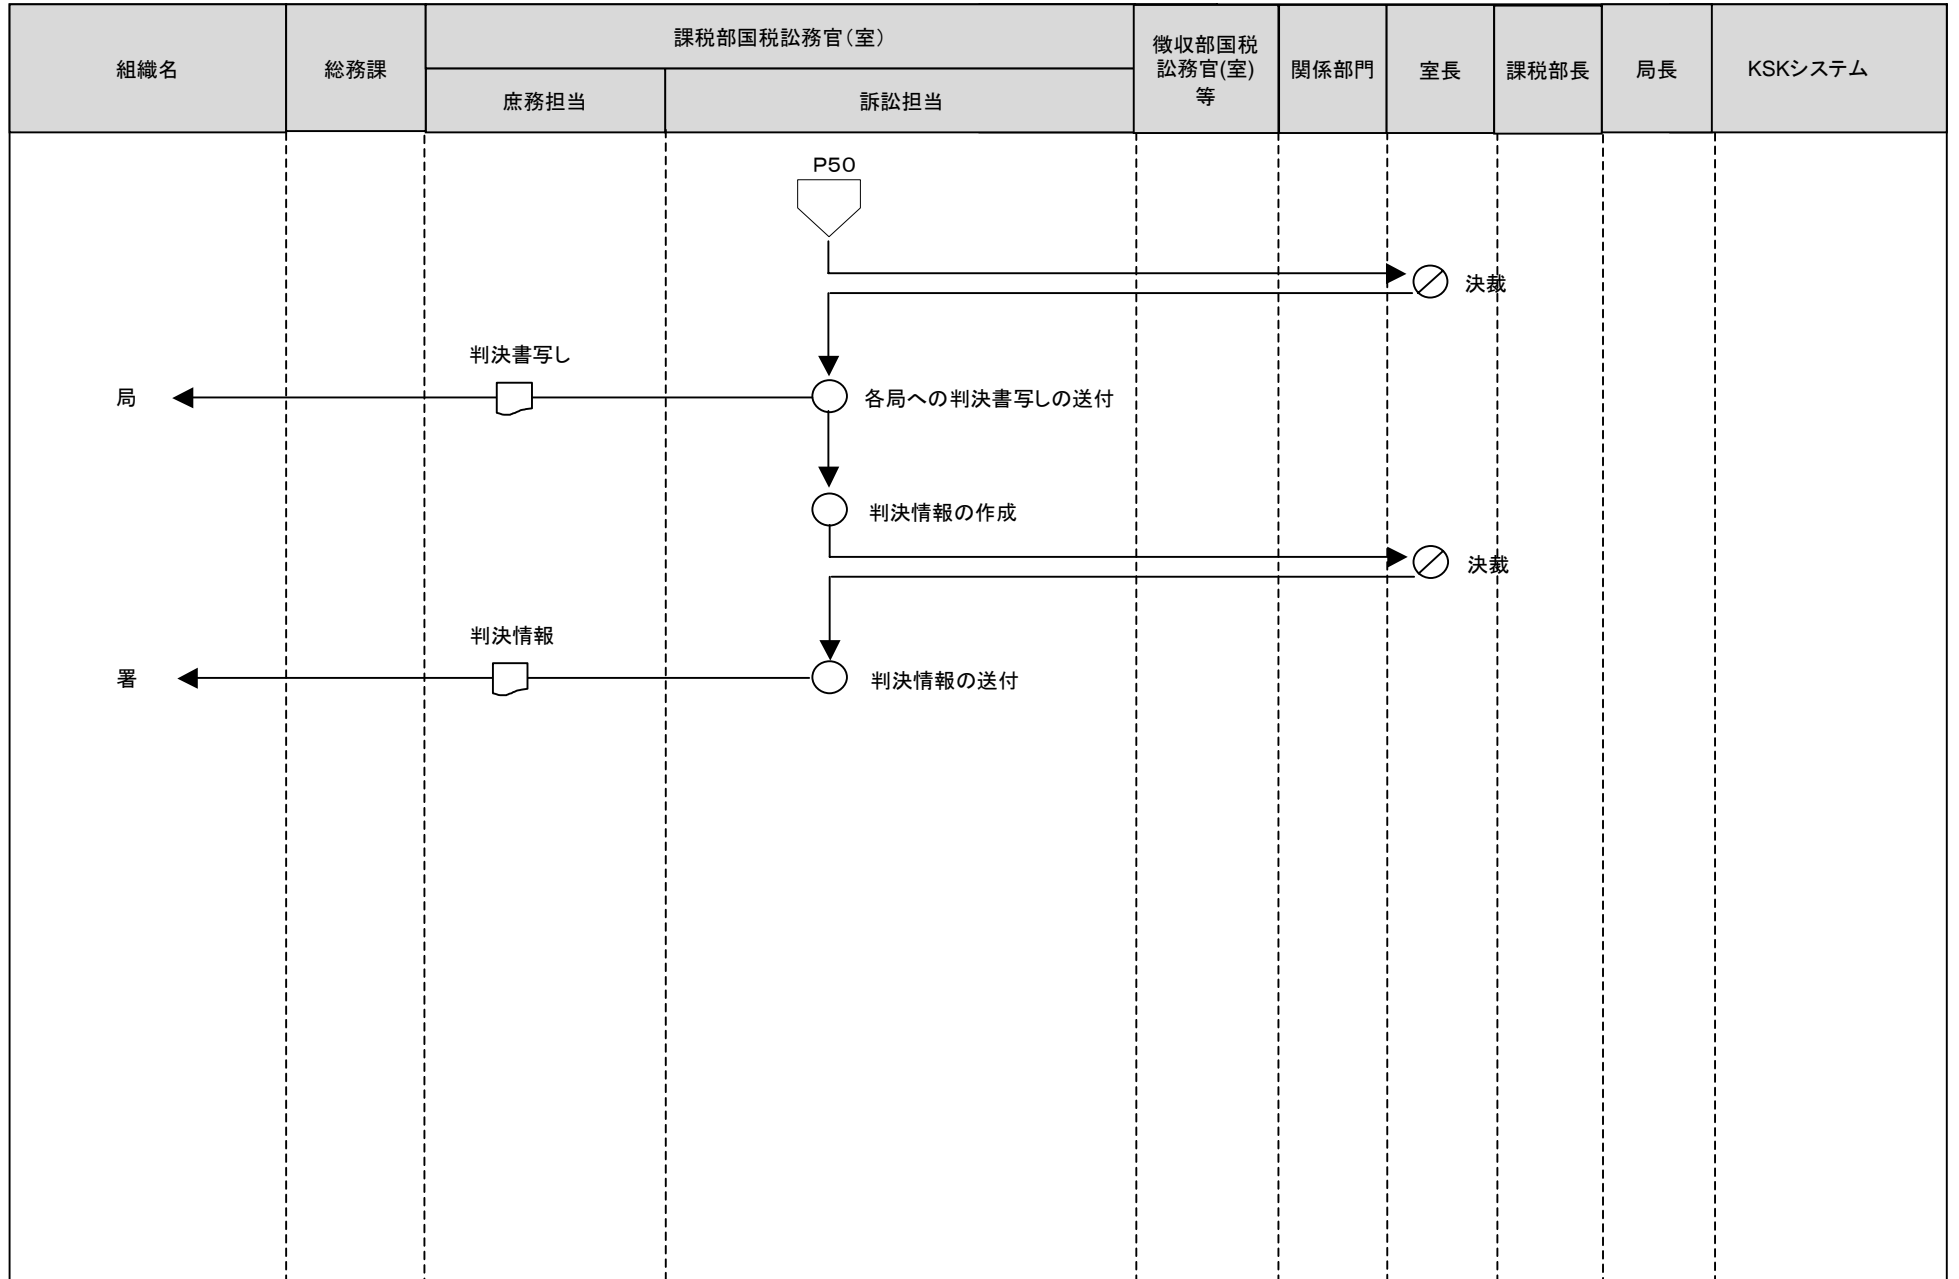 組織名
総務課
課税部国税訟務官（室）
庶務担当
訴訟担当
徴収部国税
訟務官(室)
等
関係部門
室長
課税部長
局長
KSKシステム
P50
決裁
判決書写し
局
各局への判決書写しの送付
判決情報の作成
決裁
判決情報
署
判決情報の送付